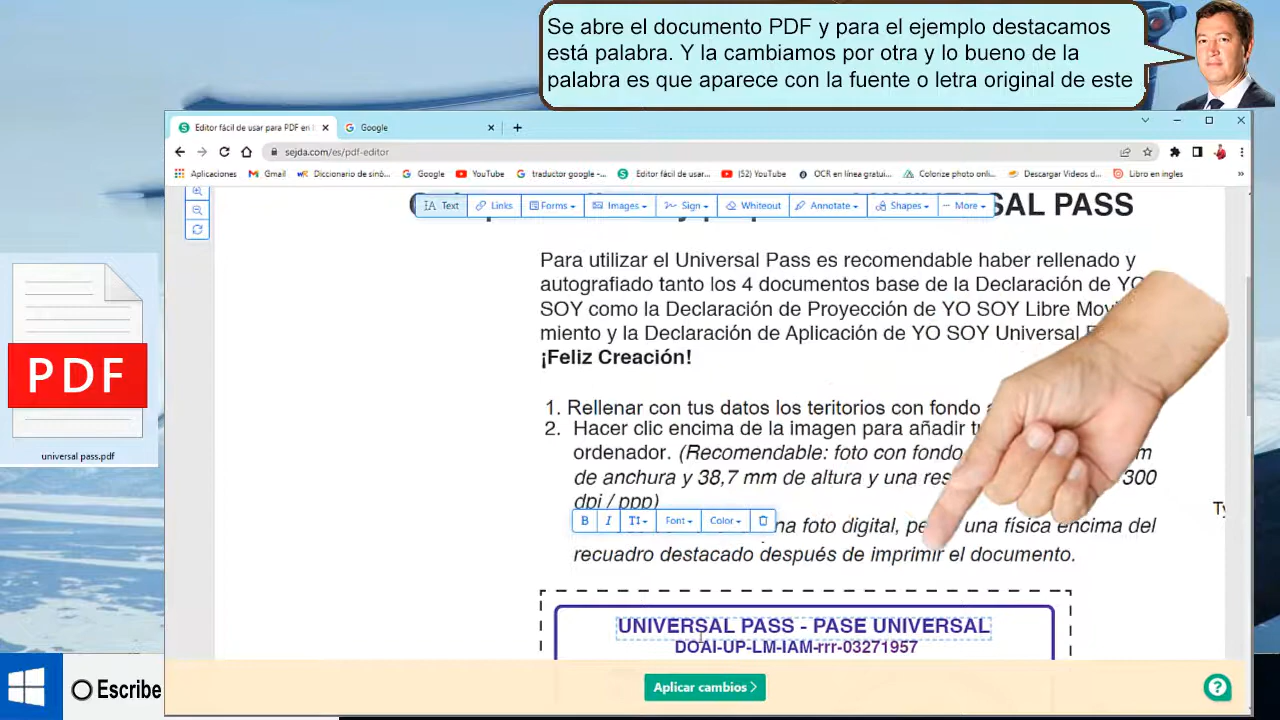 Se abre el documento PDF y para el ejemplo destacamos
está palabra. Y la cambiamos por otra y lo bueno de la
palabra es que aparece con la fuente o letra original de este
Editor fácil de usar para PDF en l
Google
sejda.com/es/pdf-editor
Aplicaciones
Gmail
Diccionario de sinò...
Google
YouTube
traductor google...
Editor fácil de usar...
(52) YouTube
OCR en línea gratui...
Colorize photo onli...
Descargar Videos d...
Libro en ingles
Text
Links
Forms
Images
Sign
Whiteout
Annotate
Shapes
More
SAL PASS
Para utilizar el Universal Pass es recomendable haber rellenado y
autografiado tanto los 4 documentos base de la Declaración de YO
SOY como la Declaración de Proyección de YO SOY Libre Mov
miento y la Declaración de Aplicación de YO SOY Universal
¡Feliz Creación!
1. Rellenar con tus datos los teritorios con fondo
2. Hacer clic encima de la imagen para añadir
ordenador. (Recomendable: foto con fondo m
de anchura y 38,7 mm de altura y una res 300
dpi / ppp)
B I Font Color
na foto digital, una física encima del
recuadro destacado después de imprimir el documento.
UNIVERSAL PASS - PASE UNIVERSAL
DOAI-UP-LM-IAM-rrr-03271957
Aplicar cambios
PDF
universal pass.pdf
Escribe